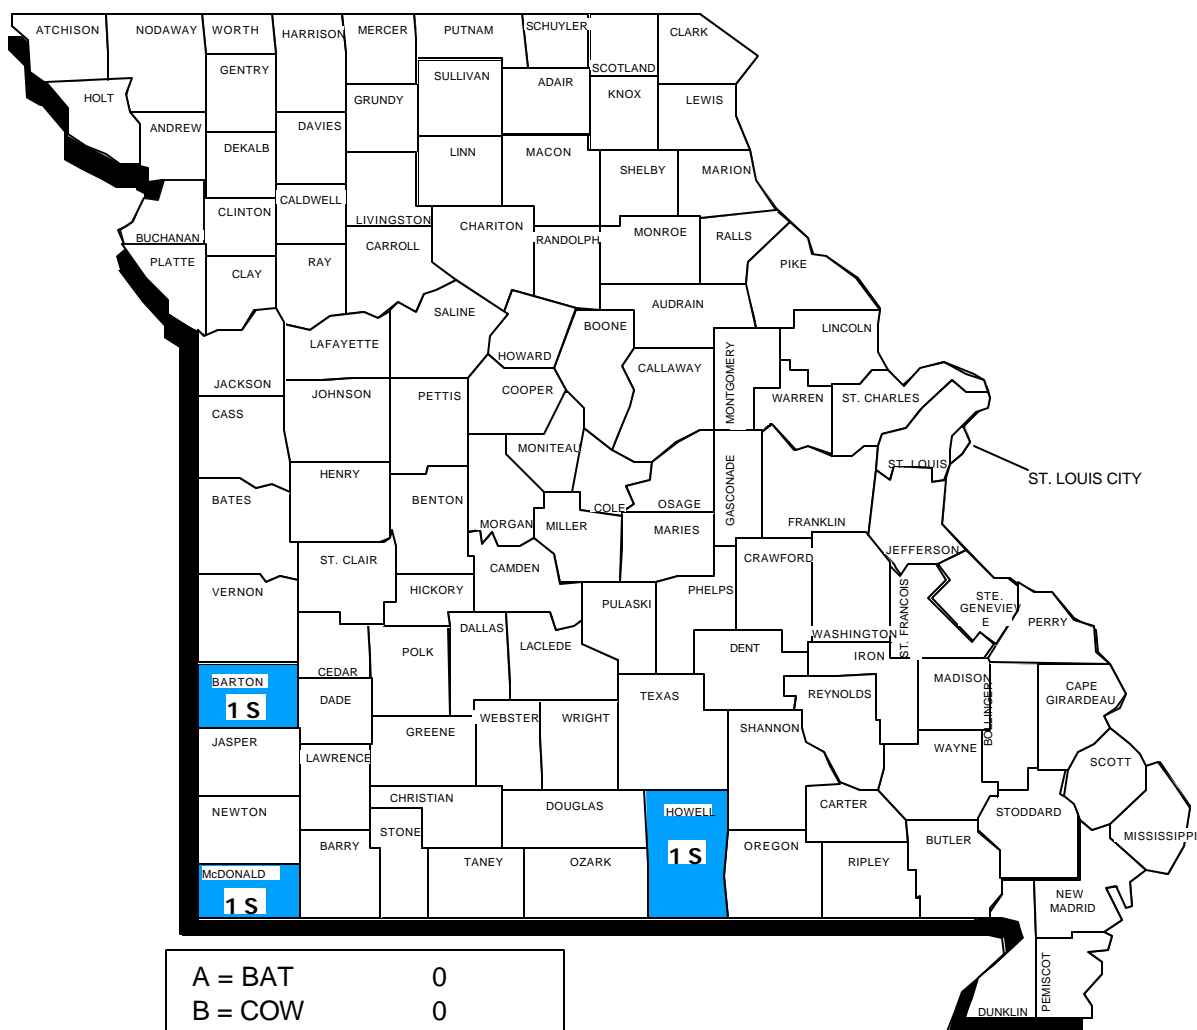 ATCHISON
NODAWAY
WORTH
HARRISON
MERCER
PUTNAM
SCHUYLER
SCOTLAND
CLARK
GENTRY
SULLIVAN
ADAIR
KNOX
LEWIS
HOLT
GRUNDY
ANDREW
DAVIES
DEKALB
LINN
MACON
SHELBY
MARION
CALDWELL
CLINTON
LIVINGSTON
CHARITON
BUCHANAN
CARROLL
RANDOLPH
MONROE
RALLS
PLATTE
CLAY
RAY
PIKE
SALINE
AUDRAIN
BOONE
LINCOLN
LAFAYETTE
HOWARD
CALLAWAY
MONTGOMERY
JACKSON
JOHNSON
PETTIS
COOPER
WARREN
ST. CHARLES
CASS
MONITEAU
ST. LOUIS
ST. LOUIS CITY
HENRY
BATES
BENTON
COLE
OSAGE
GASCONADE
MORGAN
MILLER
MARIES
FRANKLIN
ST. CLAIR
CAMDEN
CRAWFORD
JEFFERSON
VERNON
HICKORY
PULASKI
PHELPS
STE.
GENEVIEV
E
ST. FRANCOIS
PERRY
DALLAS
LACLEDE
WASHINGTON
POLK
DENT
IRON
CEDAR
BARTON
1 S
DADE
TEXAS
REYNOLDS
MADISON
BOLLINGER
CAPE
GIRARDEAU
WEBSTER
WRIGHT
SHANNON
GREENE
JASPER
LAWRENCE
WAYNE
SCOTT
NEWTON
CHRISTIAN
DOUGLAS
HOWELL
1 S
CARTER
STODDARD
STONE
MISSISSIPPI
BARRY
OREGON
BUTLER
TANEY
OZARK
RIPLEY
McDONALD
1 S
NEW
MADRID
PEMISCOT
DUNKLIN
A = BAT 0
B = COW 0